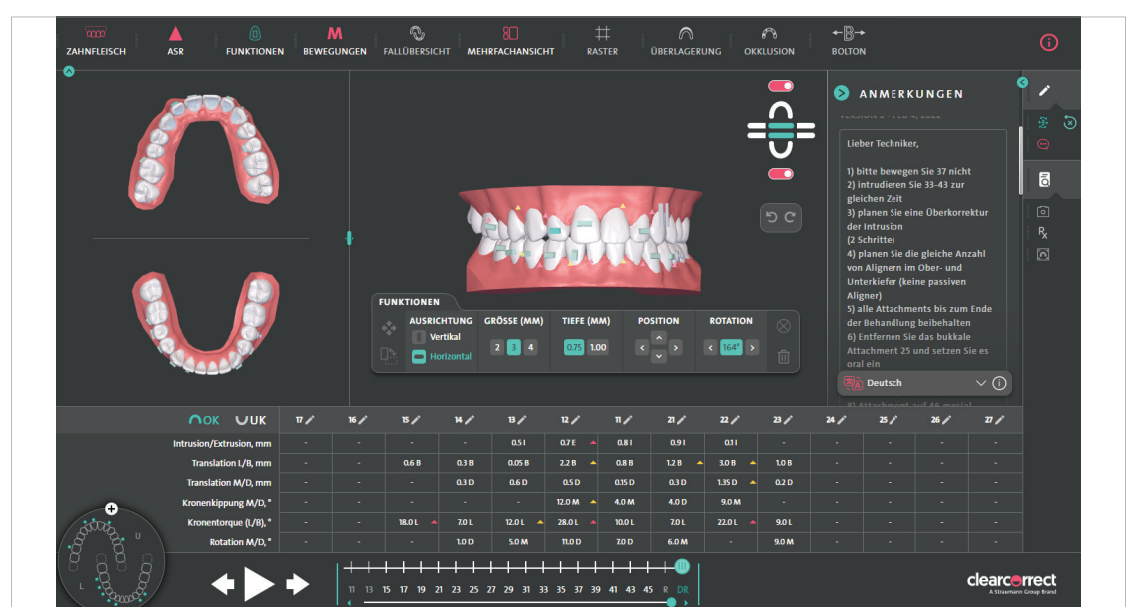 ZAHNFLEISCH ASR FUNKTIONEN BEWEGUNGEN FALLÜBERSICHT MEHRFACHANSICHT RASTER ÜBERLAGERUNG OKKLUSION BOLTON
ANMERKUNGEN
Lieber Techniker,
1) bitte bewegen Sie 37 nicht
2) intrudieren Sie 33-43 zur
gleichen Zeit
3) planen Sie eine Überkorrektur
der Intrusion
(2 Schritte)
4) planen Sie die gleiche Anzahl
von Alignern im Ober- und
Unterkiefer (keine passiven
Aligner)
5) alle Attachments bis zum Ende
der Behandlung beibehalten
6) Entfernen Sie das bukkale
Attachment 25 und setzen Sie es
oral ein
Deutsch
FUNKTIONEN
AUSRICHTUNG GRÖSSE (MM) TIEFE (MM) POSITION ROTATION
Vertikal
Horizontal
2 3 4 0.75 1.00 164°
OK UK 17 16 15 14 13 12 11 21 22 23 24 25 26 27
Intrusion/Extrusion, mm - - - - 0.5 I 0.7 E 0.8 I 0.9 I 0.1 I - - - - -
Translation L/B, mm - - 0.6 B 0.3 B 0.05 B 2.2 B 0.8 B 1.2 B 3.0 B 1.0 B - - - -
Translation M/D, mm - - - 0.3 D 0.6 D 0.5 D 0.15 D 0.3 D 1.35 D 0.2 D - - - -
Kronenkippung M/D, ° - - - - - 12.0 M 4.0 M 4.0 D 9.0 M - - - - -
Kronentorque (L/B), ° - - 18.0 L 7.0 L 12.0 L 28.0 L 10.0 L 7.0 L 22.0 L 9.0 L - - - -
Rotation M/D, ° - - - 1.0 D 5.0 M 11.0 D 7.0 D 6.0 M - 9.0 M - - - -
U
L
11 13 15 17 19 21 23 25 27 29 31 33 35 37 39 41 43 45 R DR
clearcorrect
A Straumann Group Brand